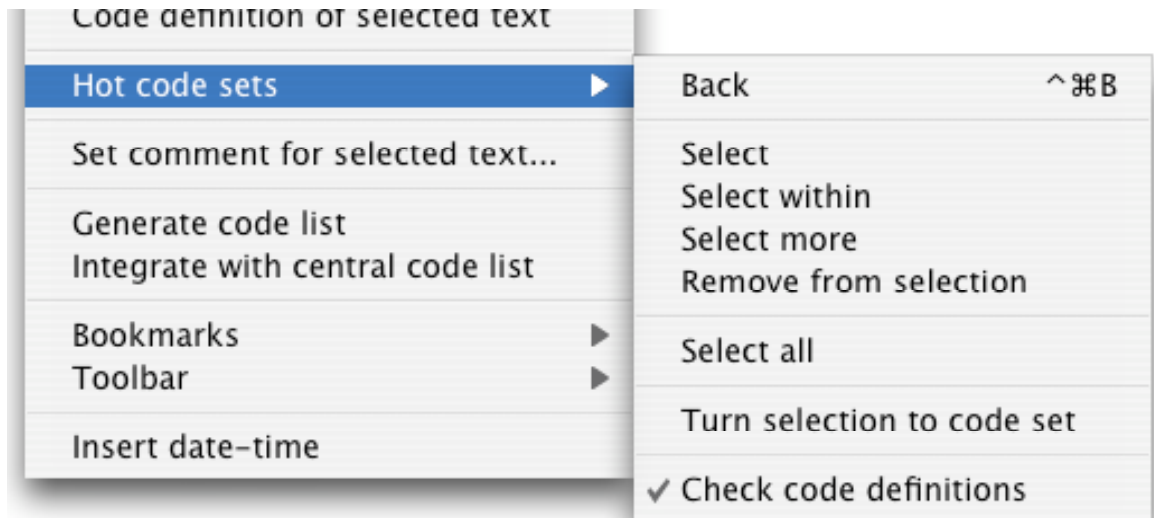 Code definition of selected text
Hot code sets
Set comment for selected text...
Generate code list
Integrate with central code list
Bookmarks
Toolbar
Insert date-time
Back ^⌘B
Select
Select within
Select more
Remove from selection
Select all
Turn selection to code set
✓ Check code definitions